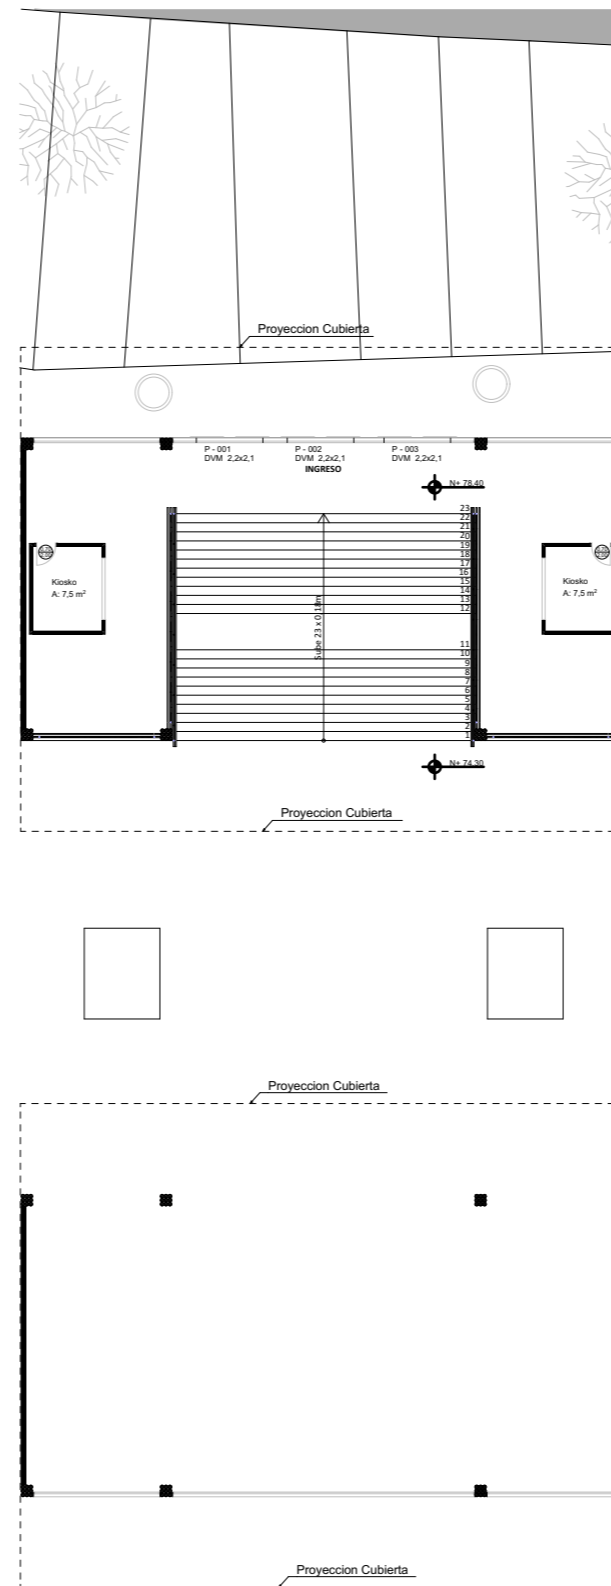 Proyeccion Cubierta
P - 001
DVM 2,2x2,1
P - 002
DVM 2,2x2,1
P - 003
DVM 2,2x2,1
INGRESO
N+ 78.40
23
22
21
20
19
18
17
16
15
14
13
12
11
10
9
8
7
6
5
4
3
2
1
Sube 23 x 0,18m
Kiosko
A: 7,5 m²
Kiosko
A: 7,5 m²
N+ 74.30
Proyeccion Cubierta
Proyeccion Cubierta
Proyeccion Cubierta